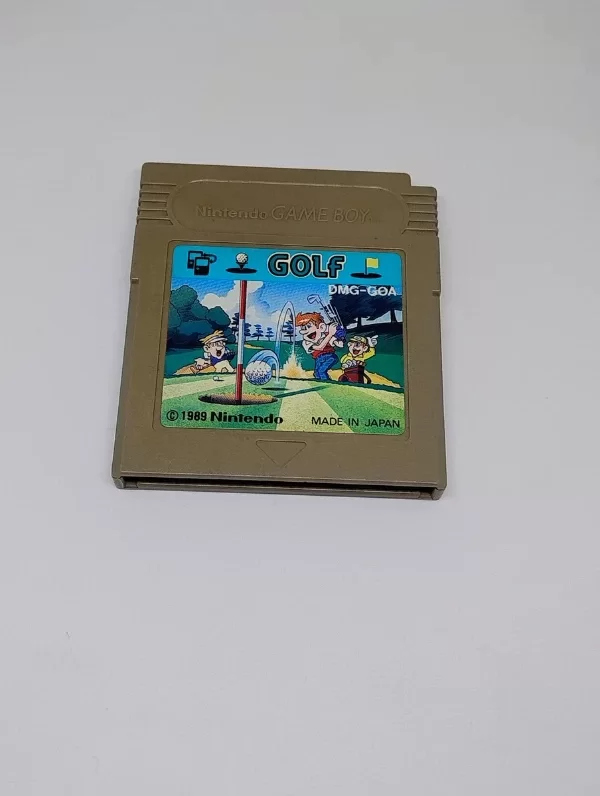 Nintendo GAME BOY
GOLF
DMG-GOA
© 1989 Nintendo
MADE IN JAPAN